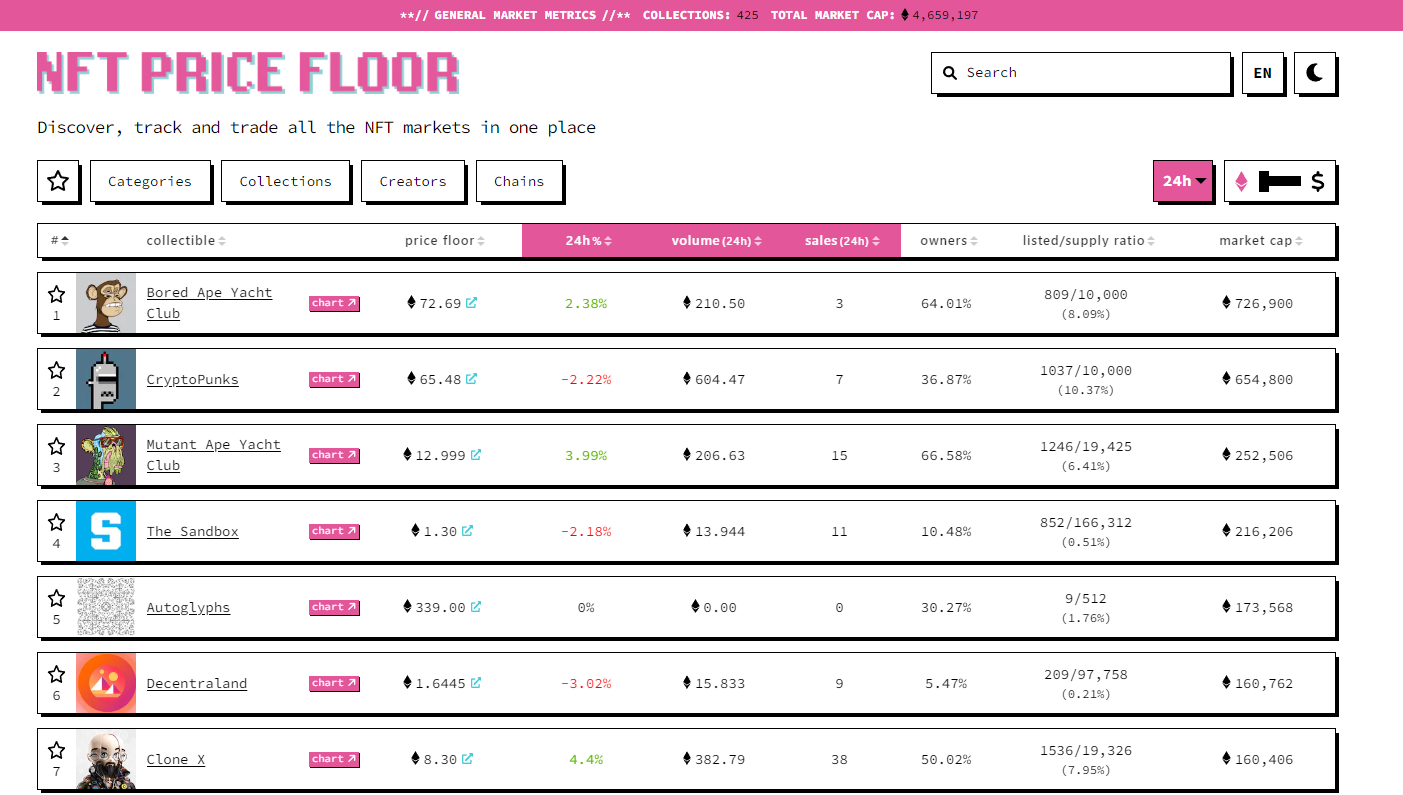 **// GENERAL MARKET METRICS //** COLLECTIONS: 425 TOTAL MARKET CAP: 4,659,197
NFT PRICE FLOOR
Search
EN
Discover, track and trade all the NFT markets in one place
Categories Collections Creators Chains 24h $
# collectible price floor 24h % volume (24h) sales (24h) owners listed/supply ratio market cap
1 Bored Ape Yacht Club chart 72.69 2.38% 210.50 3 64.01% 809/10,000 (8.09%) 726,900
2 CryptoPunks chart 65.48 -2.22% 604.47 7 36.87% 1037/10,000 (10.37%) 654,800
3 Mutant Ape Yacht Club chart 12.999 3.99% 206.63 15 66.58% 1246/19,425 (6.41%) 252,506
4 The Sandbox chart 1.30 -2.18% 13.944 11 10.48% 852/166,312 (0.51%) 216,206
5 Autoglyphs chart 339.00 0% 0.00 0 30.27% 9/512 (1.76%) 173,568
6 Decentraland chart 1.6445 -3.02% 15.833 9 5.47% 209/97,758 (0.21%) 160,762
7 Clone X chart 8.30 4.4% 382.79 38 50.02% 1536/19,326 (7.95%) 160,406